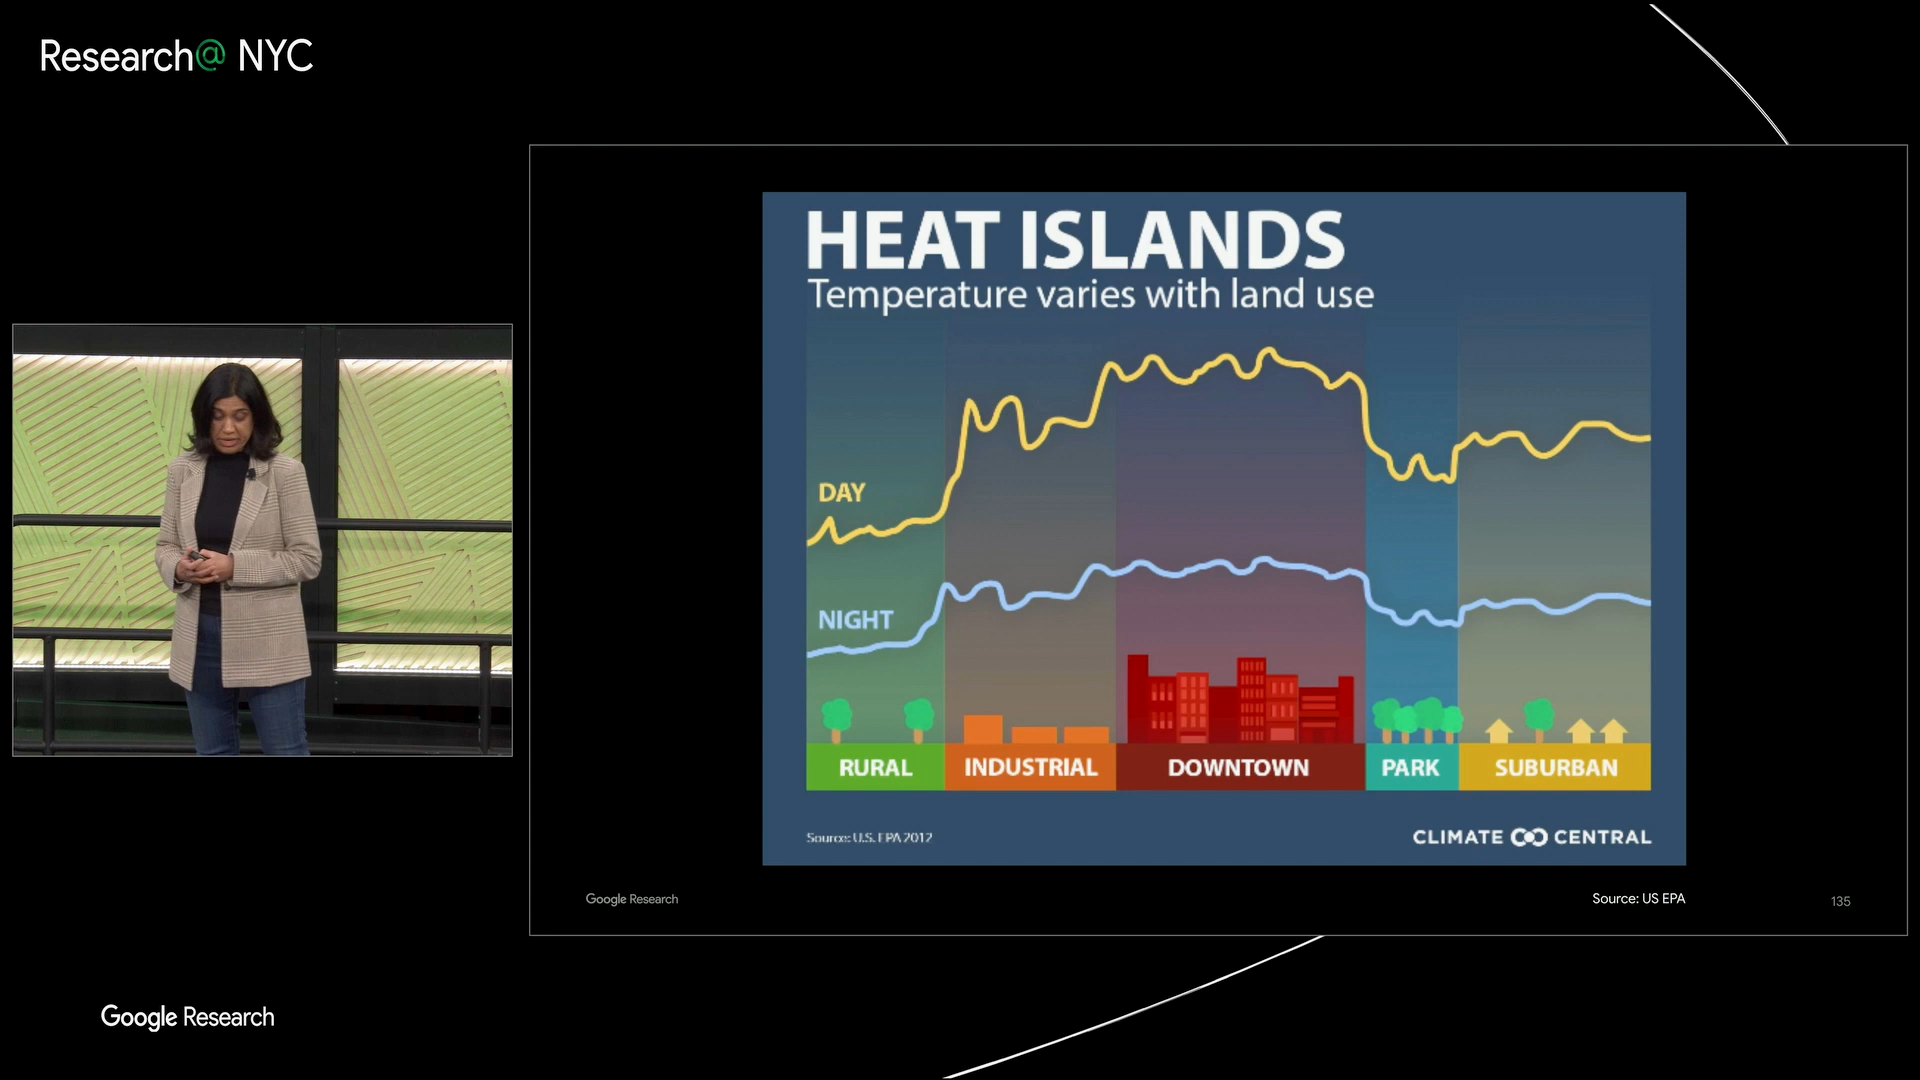 Research@ NYC
HEAT ISLANDS
Temperature varies with land use
DAY
NIGHT
RURAL
INDUSTRIAL
DOWNTOWN
PARK
SUBURBAN
Source: U.S. EPA 2012
CLIMATE CENTRAL
Google Research
Source: US EPA
135
Google Research